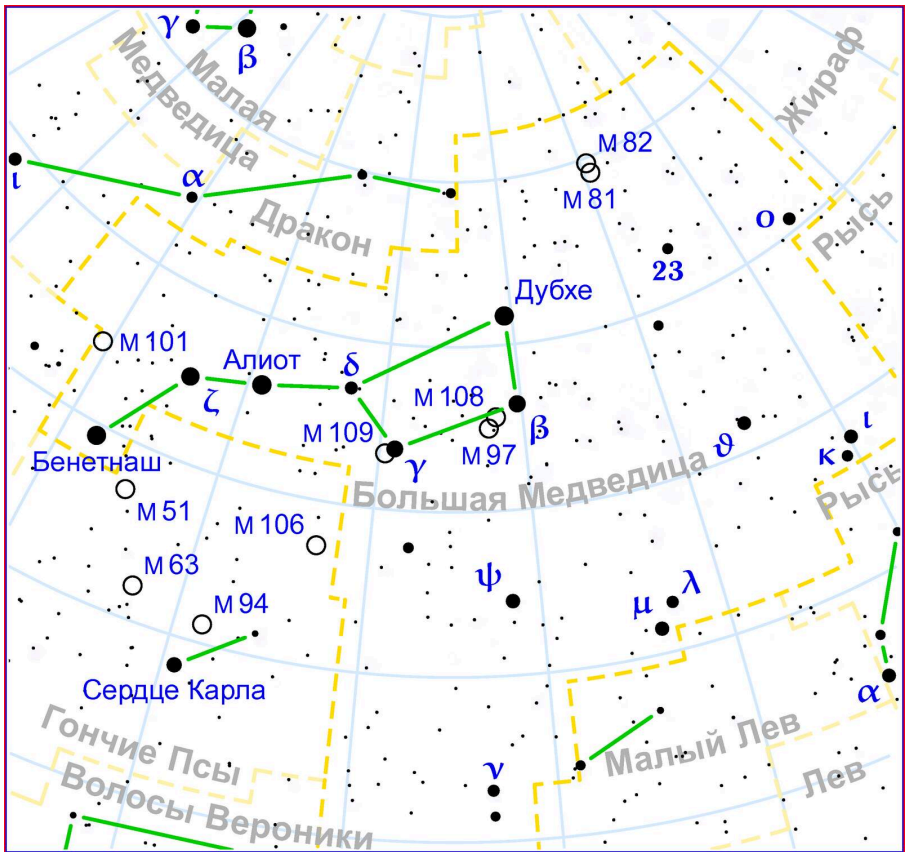 γ
β
Малая
Медведица
Жираф
M 82
M 81
ι
α
Дракон
ο
Рысь
23
Дубхе
M 101
Алиот
δ
ζ
M 108
β
M 109
γ
M 97
ϑ
ι
κ
Бенетнаш
Большая Медведица
Рысь
M 51
M 106
M 63
ψ
λ
M 94
μ
Сердце Карла
α
Гончие Псы
Малый Лев
Лев
ν
Волосы Вероники